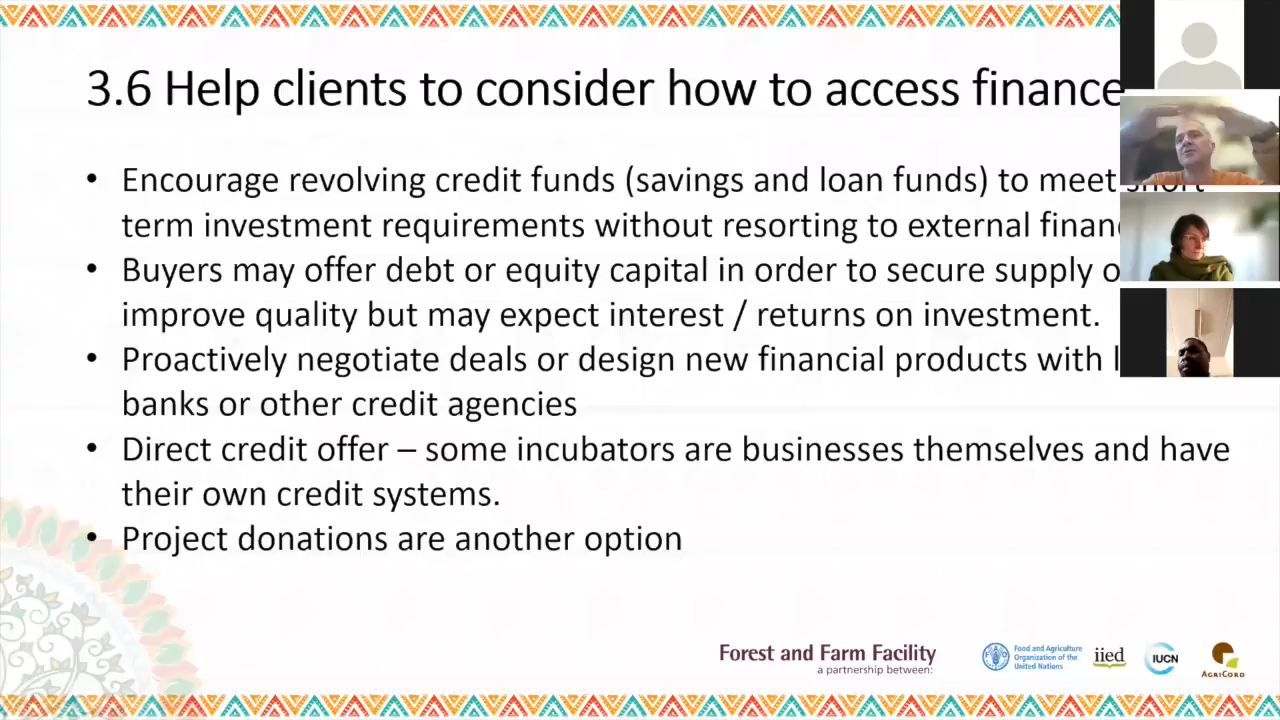 3.6 Help clients to consider how to access finance
• Encourage revolving credit funds (savings and loan funds) to meet short
term investment requirements without resorting to external
• Buyers may offer debt or equity capital in order to secure supply
improve quality but may expect interest / returns on investment.
• Proactively negotiate deals or design new financial products with
banks or other credit agencies
• Direct credit offer – some incubators are businesses themselves and have
their own credit systems.
• Project donations are another option
Forest and Farm Facility
a partnership between:
Food and Agriculture
Organization of the
United Nations
iied
IUCN
AGRICORD